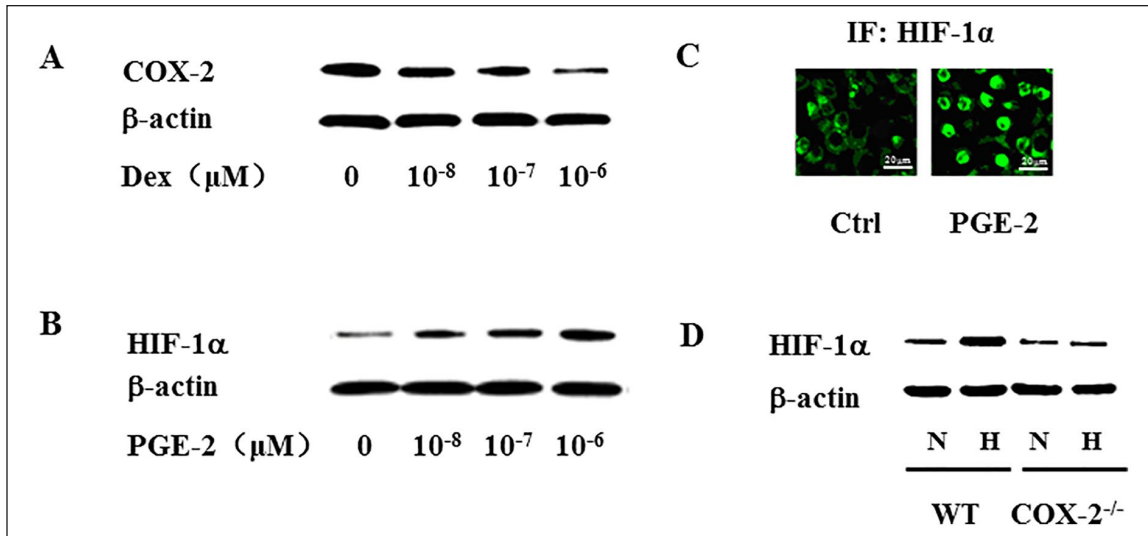 A
COX-2
β-actin
Dex（μM） 0 10⁻⁸ 10⁻⁷ 10⁻⁶
B
HIF-1α
β-actin
PGE-2（μM） 0 10⁻⁸ 10⁻⁷ 10⁻⁶
C
IF: HIF-1α
20μm 20μm
Ctrl PGE-2
D
HIF-1α
β-actin
N H N H
WT COX-2⁻/⁻